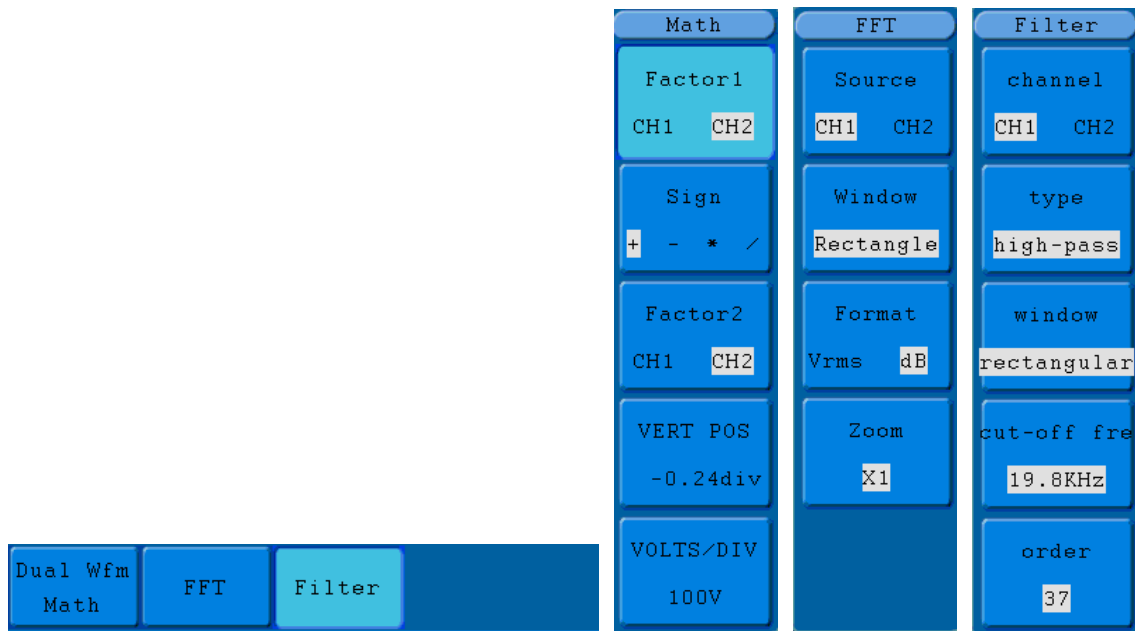 Math
Factor1
CH1 CH2
Sign
+ - * /
Factor2
CH1 CH2
VERT POS
-0.24div
VOLTS/DIV
100V
FFT
Source
CH1 CH2
Window
Rectangle
Format
Vrms dB
Zoom
X1
Filter
channel
CH1 CH2
type
high-pass
window
rectangular
cut-off fre
19.8KHz
order
37
Dual Wfm
Math
FFT
Filter